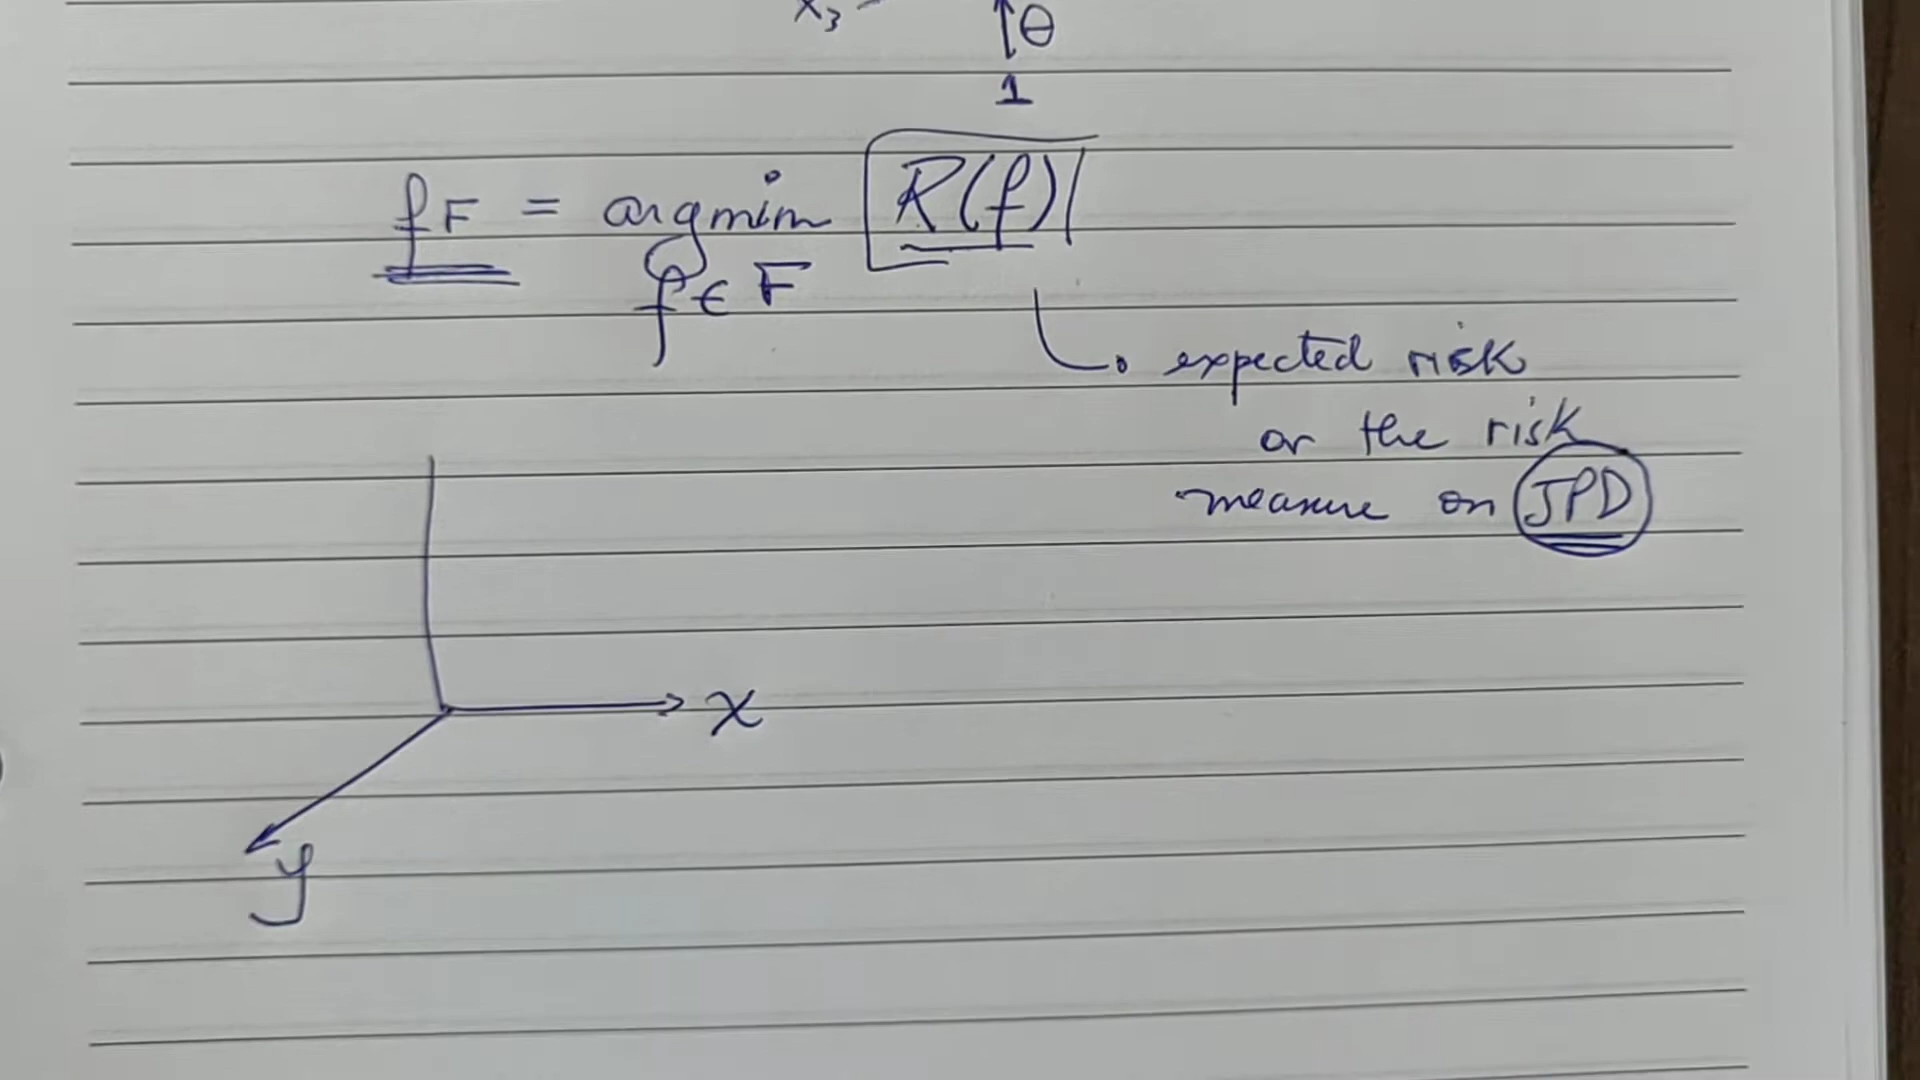 x₃
↑θ
1
f_F = argmin R(f)
f ∈ F
expected risk
or the risk
measure on JPD
x
y